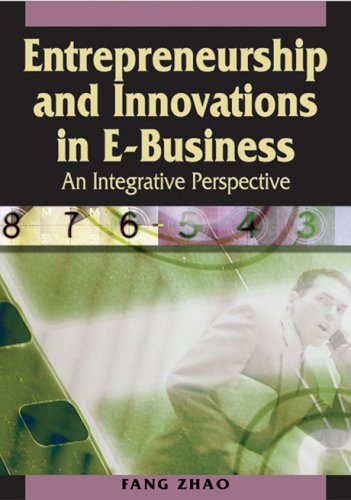 Entrepreneurship
and Innovations
in E-Business
An Integrative Perspective
8 7 6 5 4 3
FANG ZHAO